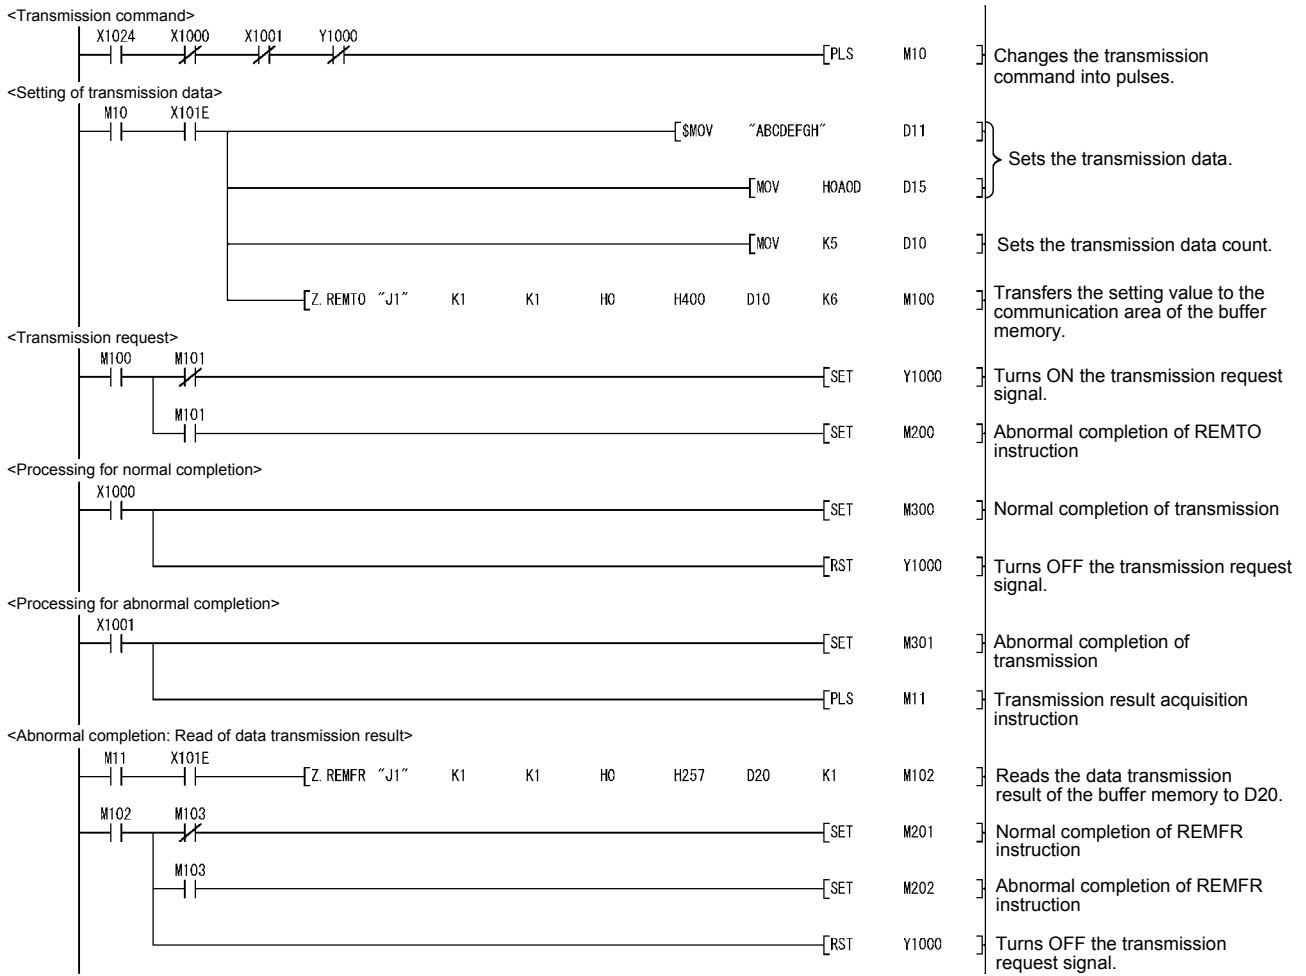 <Transmission command>
X1024 X1000 X1001 Y1000
PLS M10
Changes the transmission
command into pulses.
<Setting of transmission data>
M10 X101E
$MOV "ABCDEFGH" D11
Sets the transmission data.
MOV H0A0D D15
MOV K5 D10
Sets the transmission data count.
Z.REMTO "J1" K1 K1 H0 H400 D10 K6 M100
Transfers the setting value to the
communication area of the buffer
memory.
<Transmission request>
M100 M101
SET Y1000
Turns ON the transmission request
signal.
M101
SET M200
Abnormal completion of REMTO
instruction
<Processing for normal completion>
X1000
SET M300
Normal completion of transmission
RST Y1000
Turns OFF the transmission request
signal.
<Processing for abnormal completion>
X1001
SET M301
Abnormal completion of
transmission
PLS M11
Transmission result acquisition
instruction
<Abnormal completion: Read of data transmission result>
M11 X101E
Z.REMFR "J1" K1 K1 H0 H257 D20 K1 M102
Reads the data transmission
result of the buffer memory to D20.
M102 M103
SET M201
Normal completion of REMFR
instruction
M103
SET M202
Abnormal completion of REMFR
instruction
RST Y1000
Turns OFF the transmission
request signal.